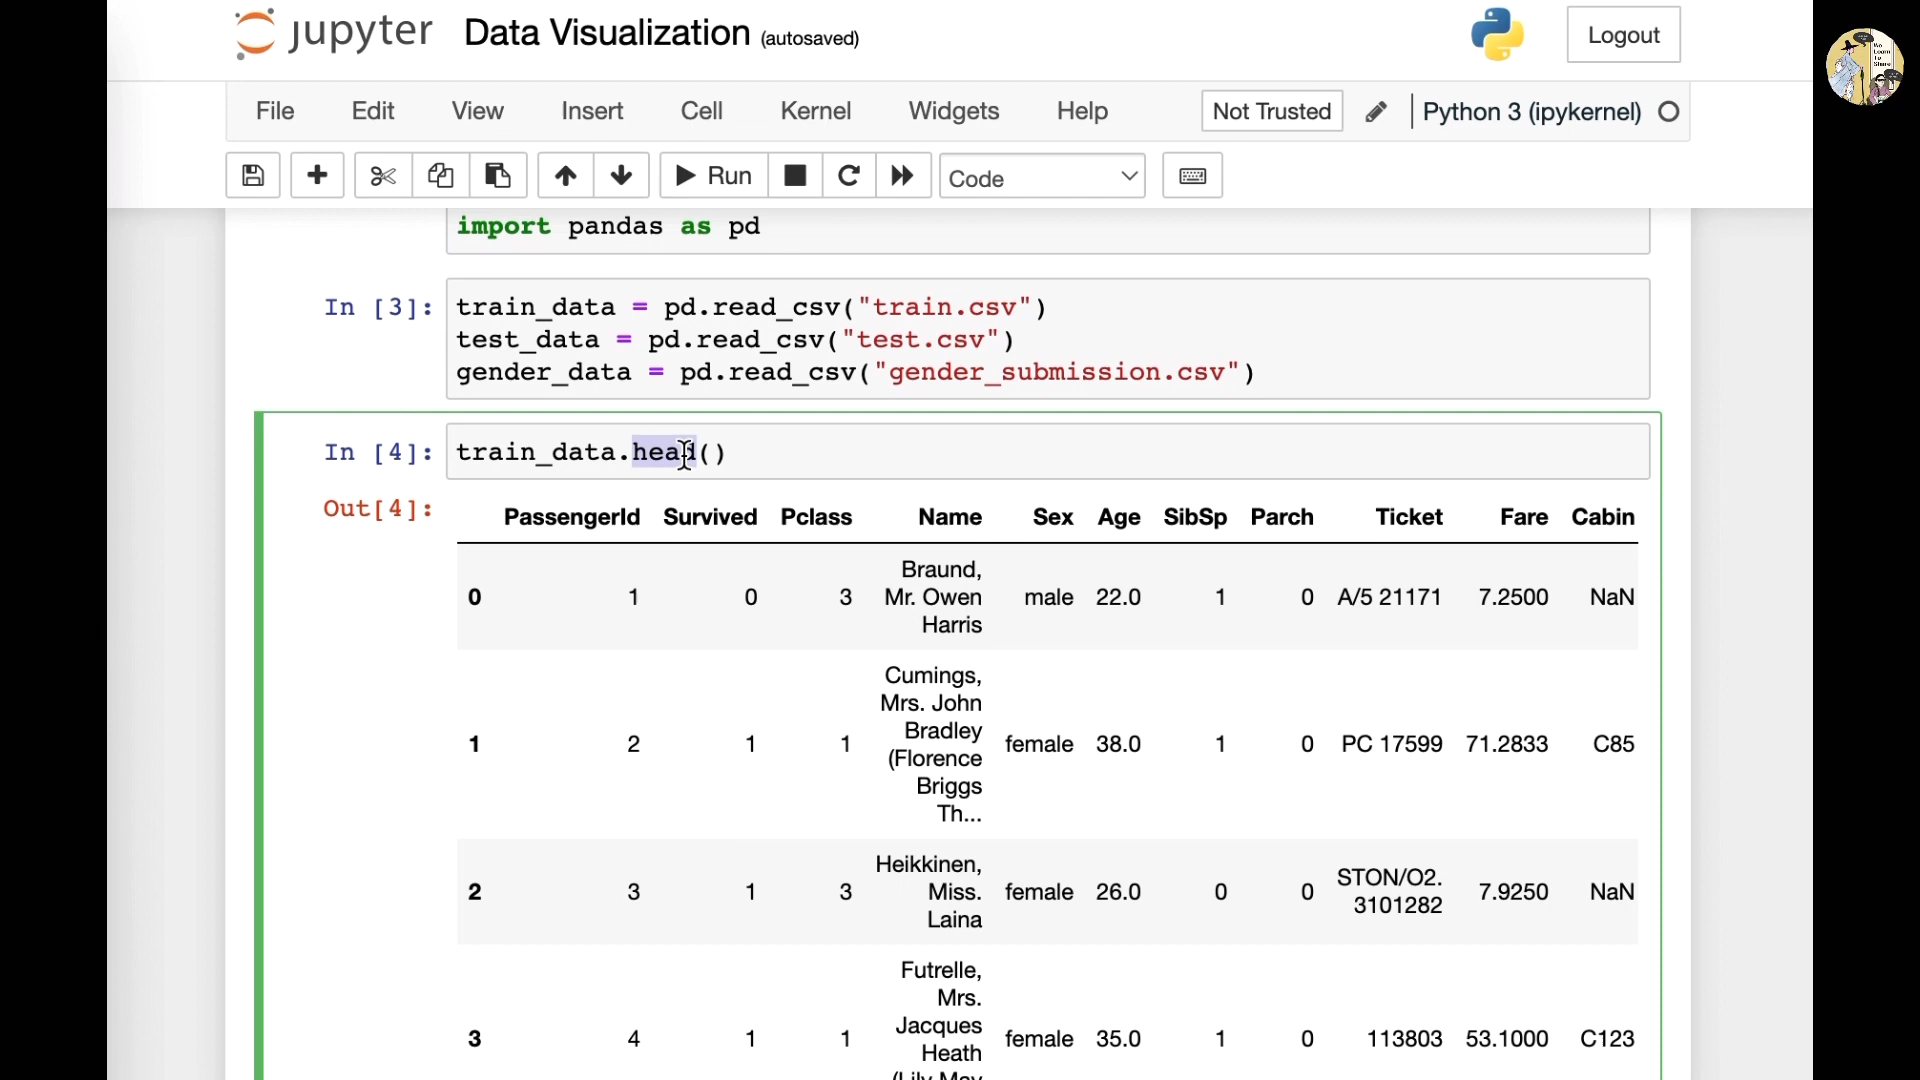 jupyter Data Visualization (autosaved) Logout
File Edit View Insert Cell Kernel Widgets Help Not Trusted Python 3 (ipykernel)
Run Code
import pandas as pd
In [3]: train_data = pd.read_csv("train.csv")
test_data = pd.read_csv("test.csv")
gender_data = pd.read_csv("gender_submission.csv")
In [4]: train_data.head()
Out[4]:
PassengerId Survived Pclass Name Sex Age SibSp Parch Ticket Fare Cabin
0 1 0 3 Braund, Mr. Owen Harris male 22.0 1 0 A/5 21171 7.2500 NaN
1 2 1 1 Cumings, Mrs. John Bradley (Florence Briggs Th... female 38.0 1 0 PC 17599 71.2833 C85
2 3 1 3 Heikkinen, Miss. Laina female 26.0 0 0 STON/O2. 3101282 7.9250 NaN
3 4 1 1 Futrelle, Mrs. Jacques Heath (Lily May female 35.0 1 0 113803 53.1000 C123